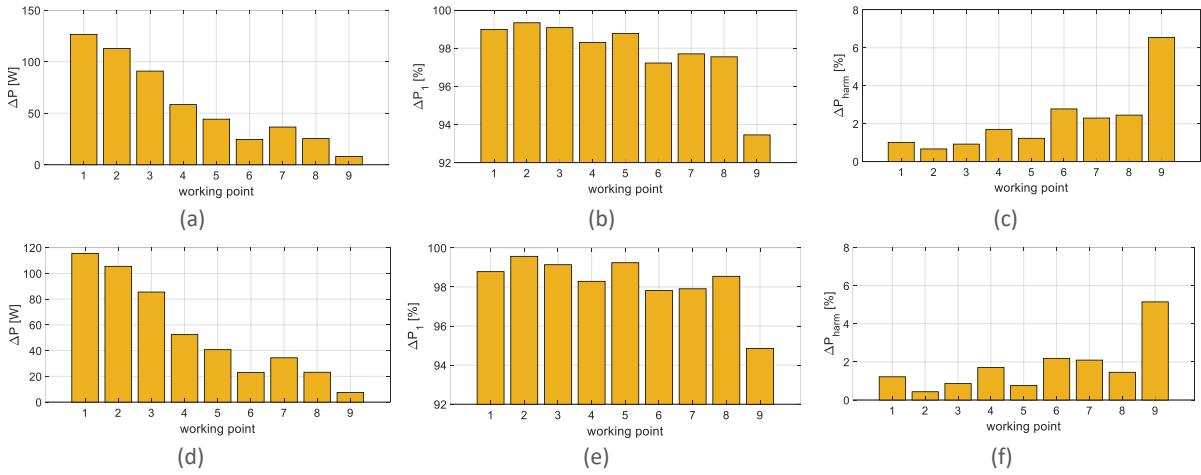 150
100
50
0
ΔP [W]
1 2 3 4 5 6 7 8 9
working point
(a)
100
98
96
94
92
ΔP1 [%]
1 2 3 4 5 6 7 8 9
working point
(b)
8
6
4
2
0
ΔPharm [%]
1 2 3 4 5 6 7 8 9
working point
(c)
120
100
80
60
40
20
0
ΔP [W]
1 2 3 4 5 6 7 8 9
working point
(d)
100
98
96
94
92
ΔP1 [%]
1 2 3 4 5 6 7 8 9
working point
(e)
8
6
4
2
0
ΔPharm [%]
1 2 3 4 5 6 7 8 9
working point
(f)